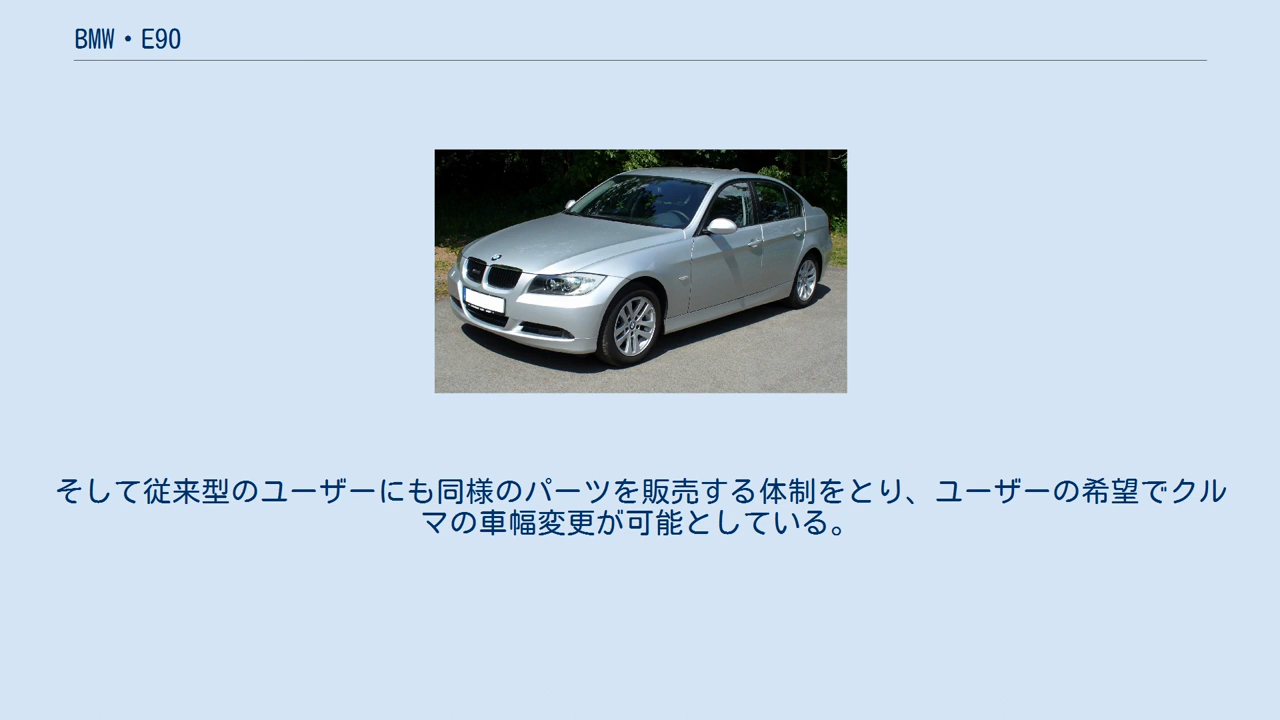 BMW・E90
そして従来型のユーザーにも同様のパーツを販売する体制をとり、ユーザーの希望でクル
マの車幅変更が可能としている。